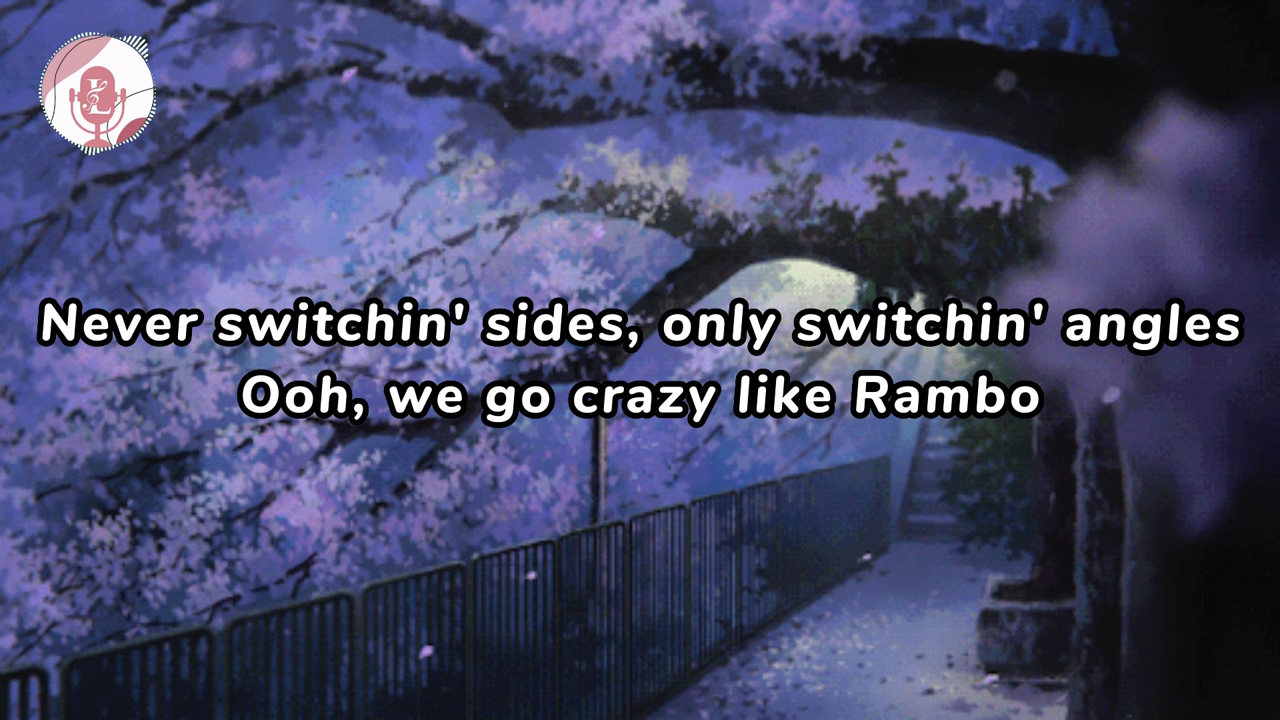 Never switchin' sides, only switchin' angles
Ooh, we go crazy like Rambo